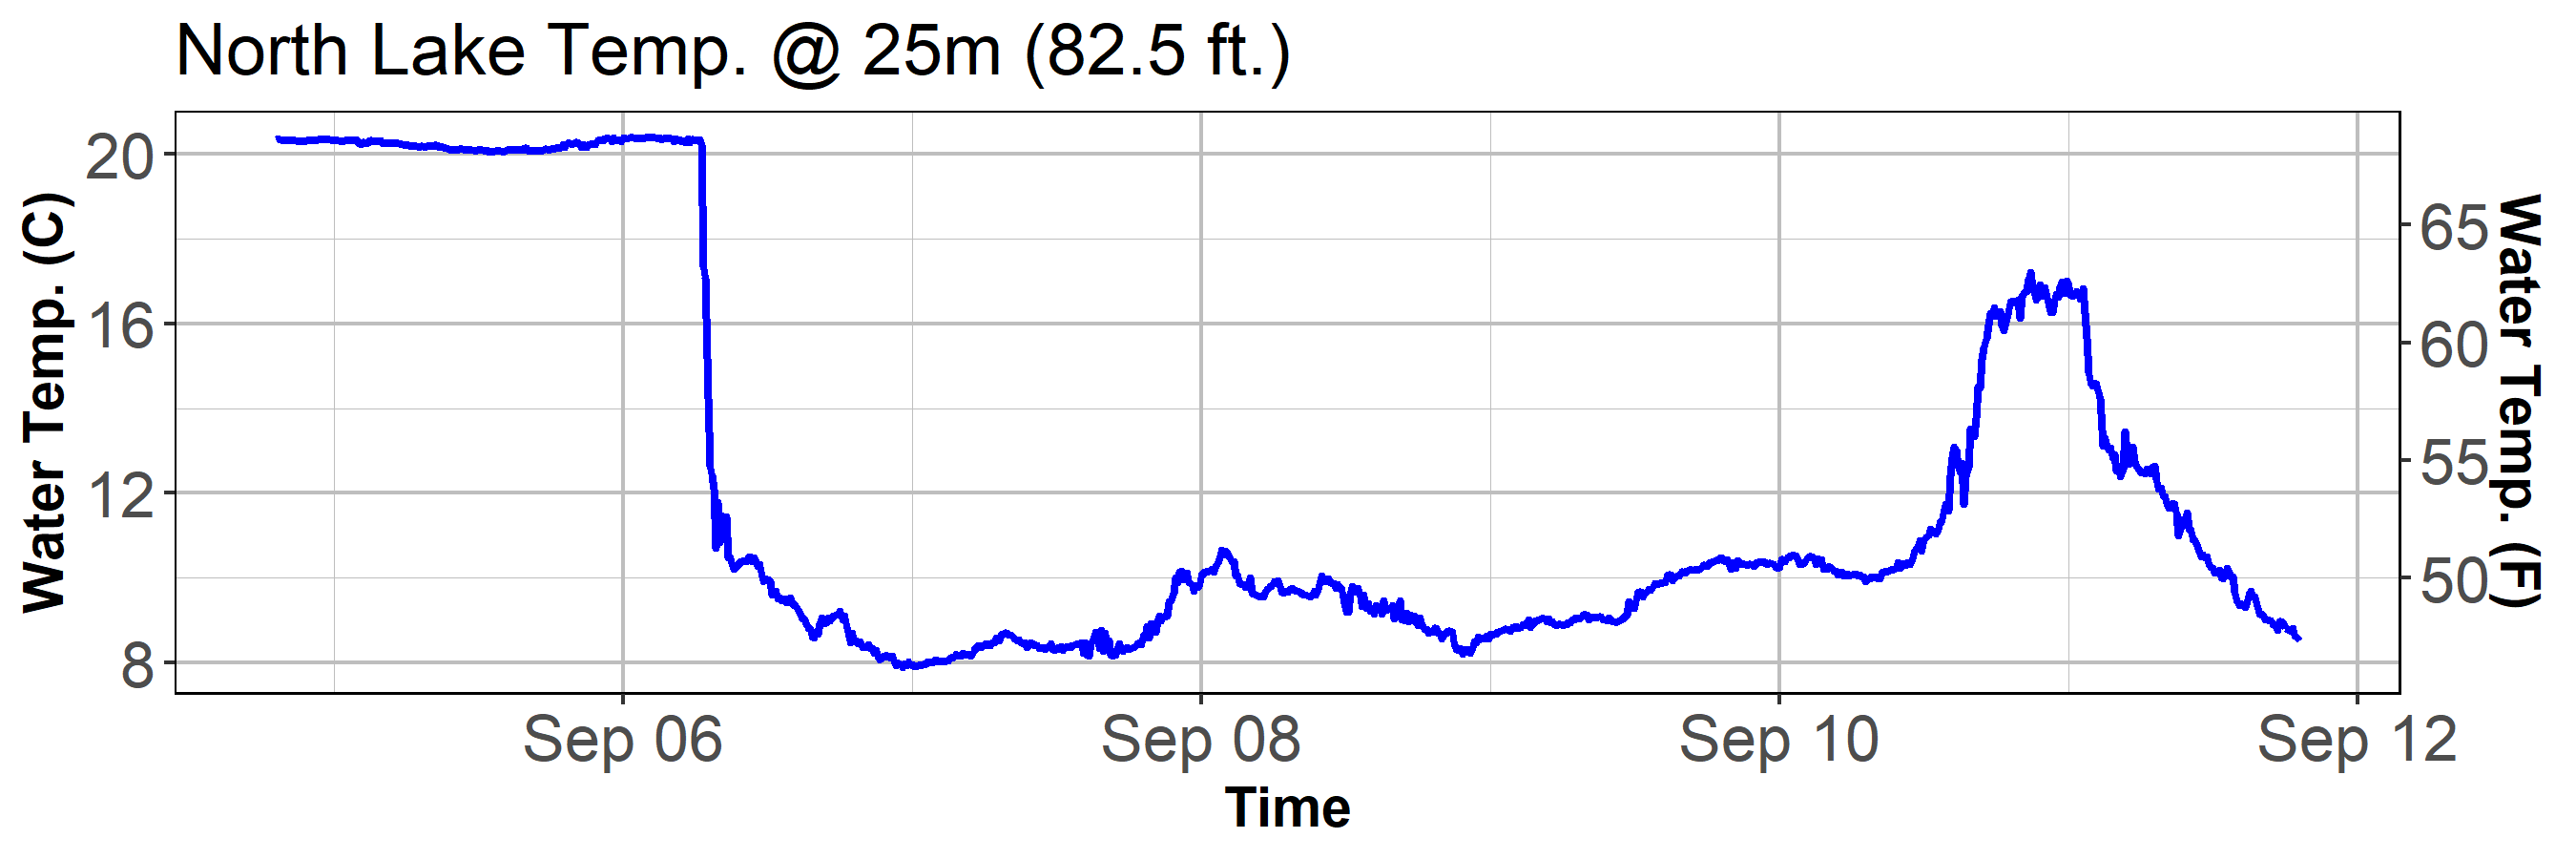 North Lake Temp. @ 25m (82.5 ft.)
Water Temp. (C)
20
16
12
8
65
60
55
50
Water Temp. (F)
Sep 06 Sep 08 Sep 10 Sep 12
Time